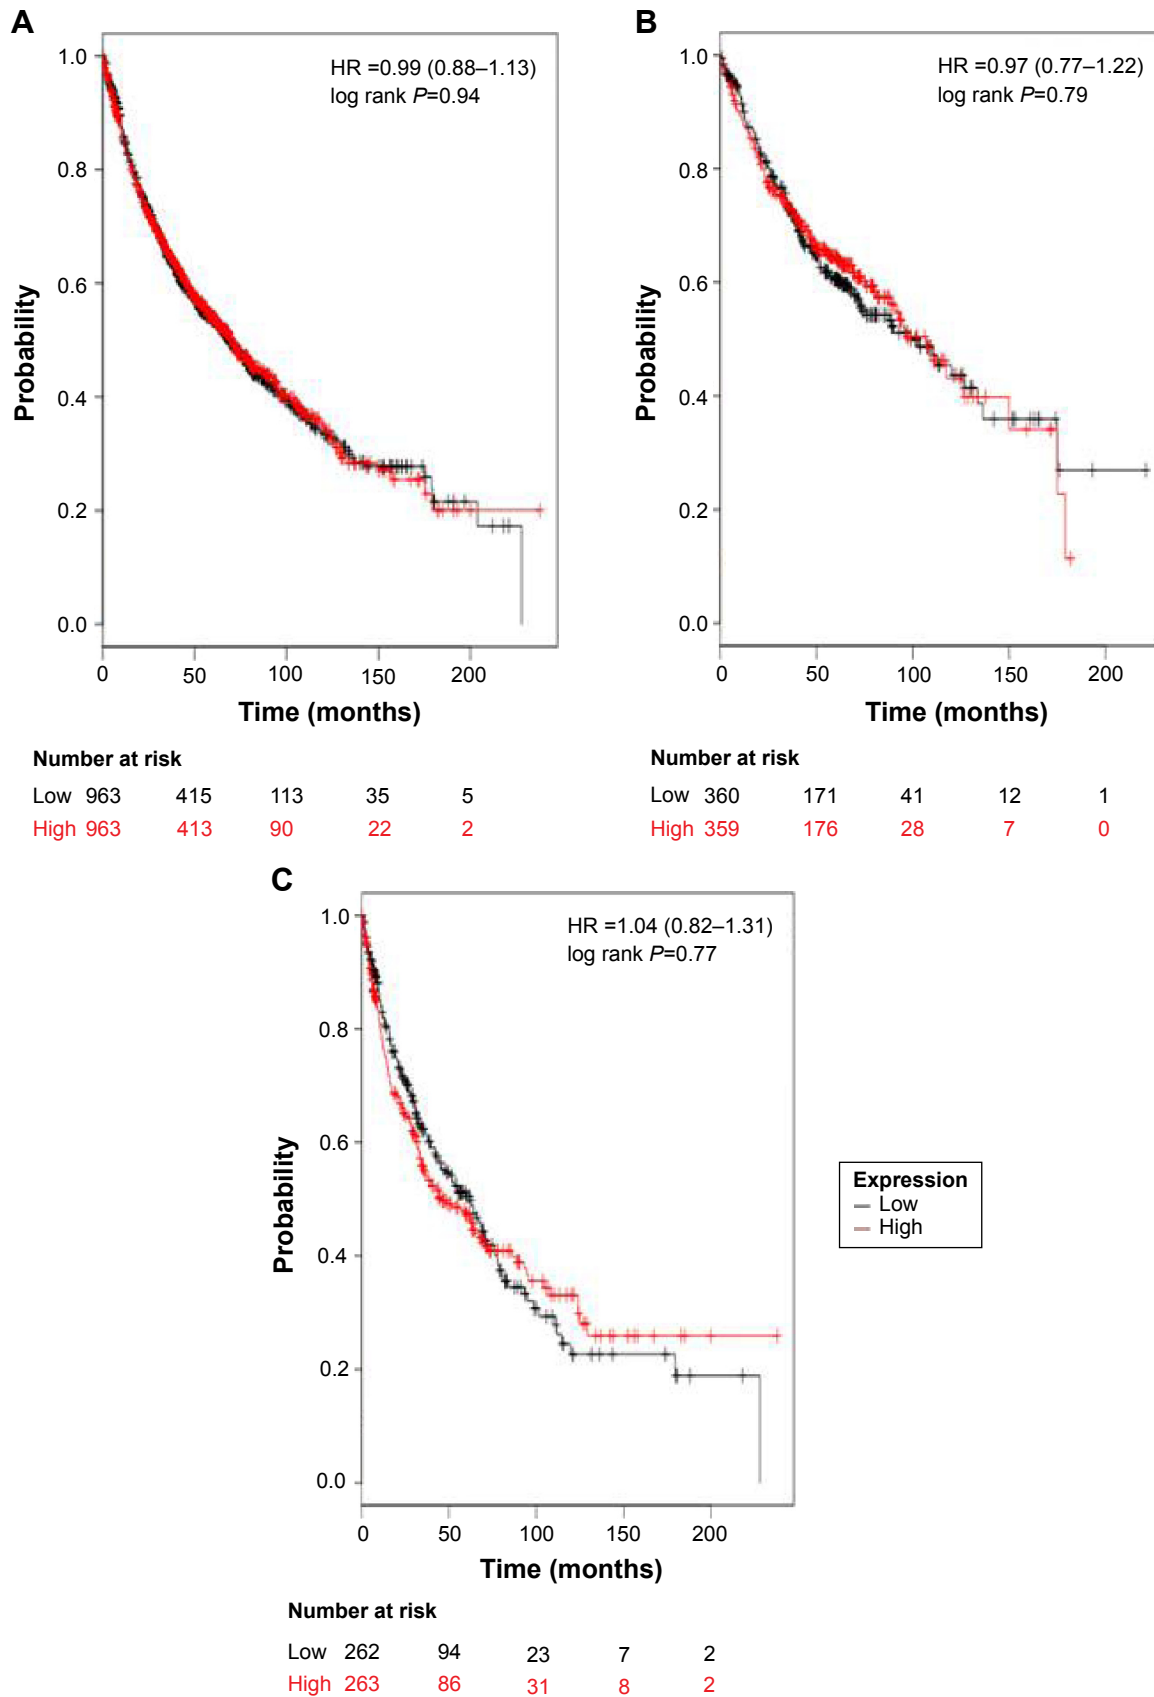 A
HR =0.99 (0.88–1.13)
log rank P=0.94
1.0
0.8
0.6
0.4
0.2
0.0
Probability
0 50 100 150 200
Time (months)
Number at risk
Low 963 415 113 35 5
High 963 413 90 22 2
B
HR =0.97 (0.77–1.22)
log rank P=0.79
1.0
0.8
0.6
0.4
0.2
0.0
Probability
0 50 100 150 200
Time (months)
Number at risk
Low 360 171 41 12 1
High 359 176 28 7 0
C
HR =1.04 (0.82–1.31)
log rank P=0.77
1.0
0.8
0.6
0.4
0.2
0.0
Probability
0 50 100 150 200
Time (months)
Number at risk
Low 262 94 23 7 2
High 263 86 31 8 2
Expression
Low
High